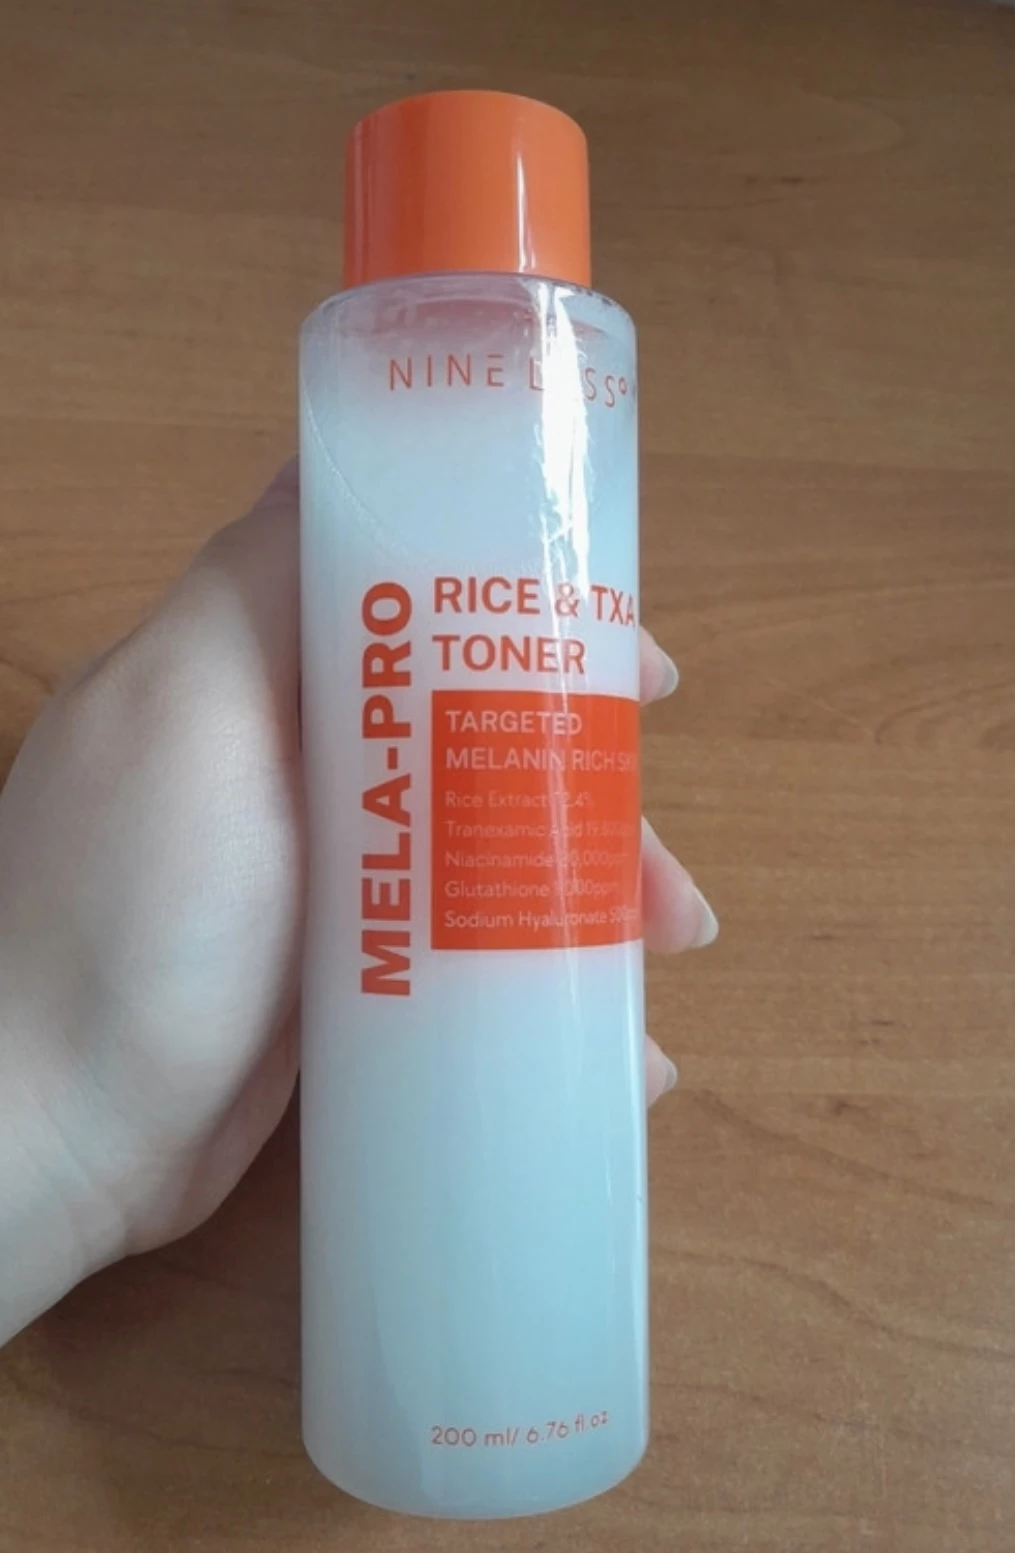 NINE
MELA-PRO
RICE & TXA
TONER
TARGETED
MELANIN RICH
Rice Extract
Tranexamic
Niacinamide
Glutathione
Sodium Hyaluronate
200 ml/ 6.76 fl.oz